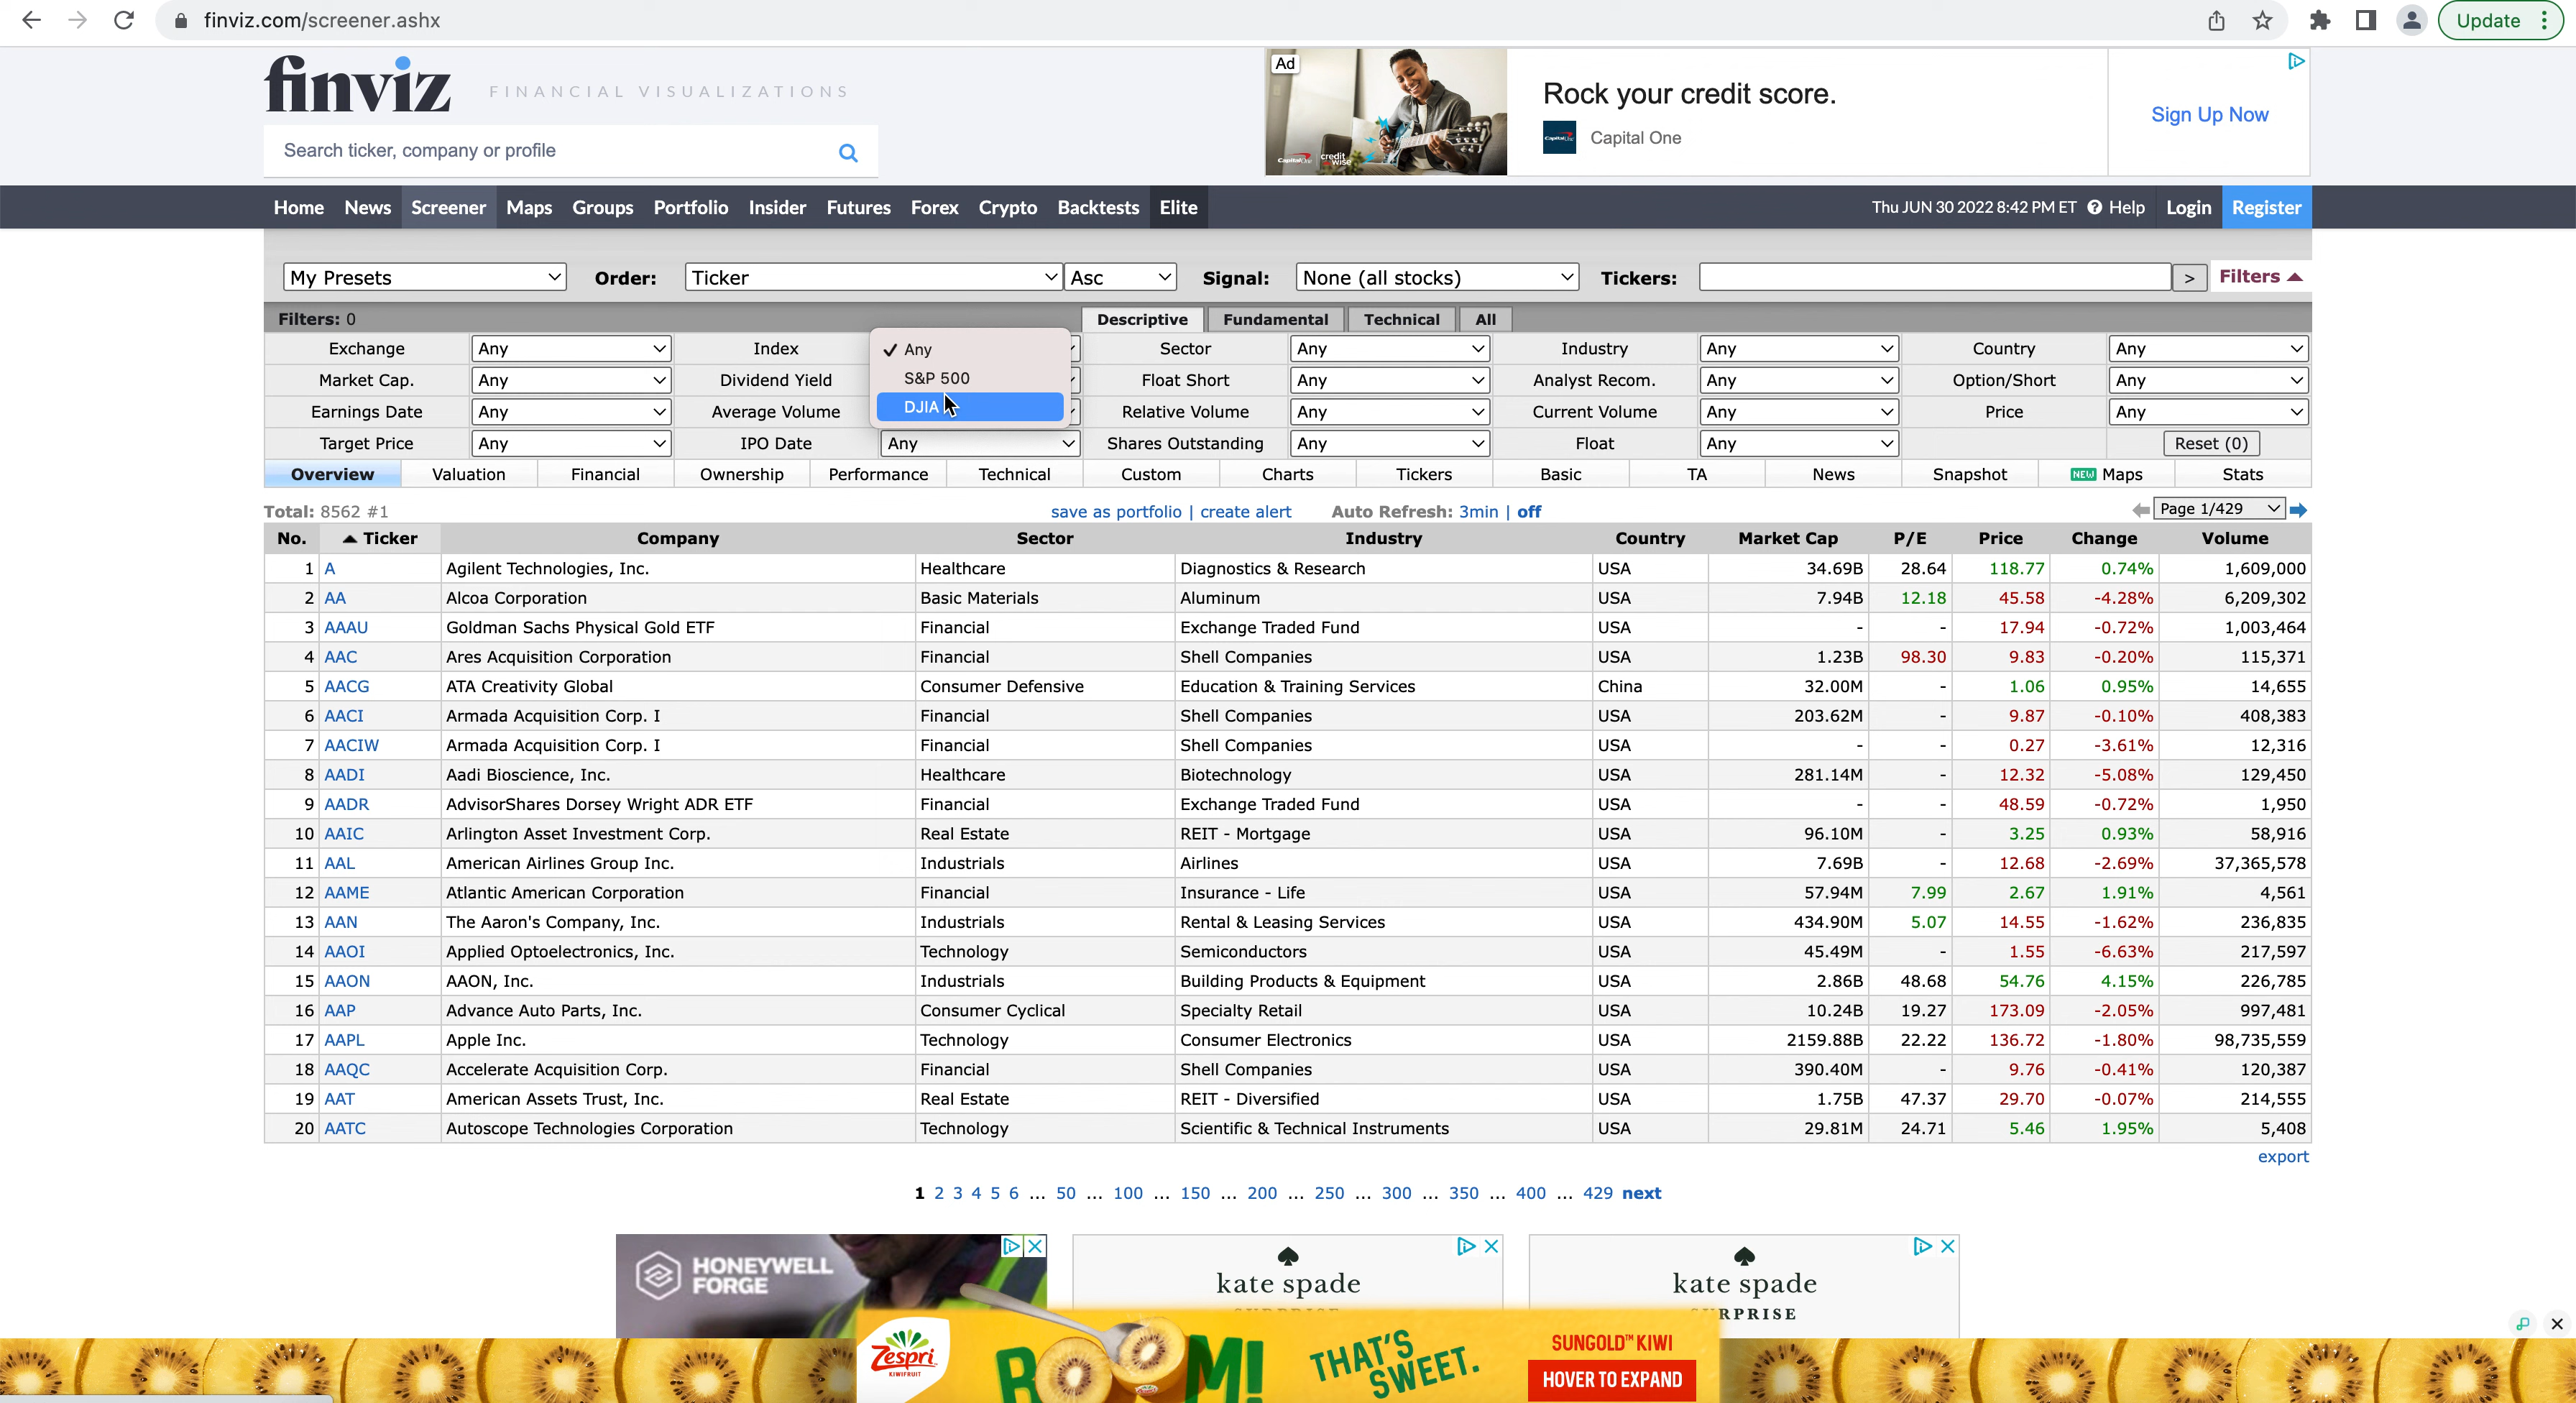 finviz.com/screener.ashx
Update
finviz FINANCIAL VISUALIZATIONS
Search ticker, company or profile
Ad
Rock your credit score.
Capital One
Sign Up Now
Home News Screener Maps Groups Portfolio Insider Futures Forex Crypto Backtests Elite Thu JUN 30 2022 8:42 PM ET Help Login Register
My Presets Order: Ticker Asc Signal: None (all stocks) Tickers: > Filters
Filters: 0 Descriptive Fundamental Technical All
Exchange Any Index Any Sector Any Industry Any Country Any
S&P 500
Market Cap. Any Dividend Yield Float Short Any Analyst Recom. Any Option/Short Any
DJIA
Earnings Date Any Average Volume Relative Volume Any Current Volume Any Price Any
Target Price Any IPO Date Any Shares Outstanding Any Float Any Reset (0)
Overview Valuation Financial Ownership Performance Technical Custom Charts Tickers Basic TA News Snapshot NEW Maps Stats
Total: 8562 #1 save as portfolio | create alert Auto Refresh: 3min | off Page 1/429
No. Ticker Company Sector Industry Country Market Cap P/E Price Change Volume
1 A Agilent Technologies, Inc. Healthcare Diagnostics & Research USA 34.69B 28.64 118.77 0.74% 1,609,000
2 AA Alcoa Corporation Basic Materials Aluminum USA 7.94B 12.18 45.58 -4.28% 6,209,302
3 AAAU Goldman Sachs Physical Gold ETF Financial Exchange Traded Fund USA - - 17.94 -0.72% 1,003,464
4 AAC Ares Acquisition Corporation Financial Shell Companies USA 1.23B 98.30 9.83 -0.20% 115,371
5 AACG ATA Creativity Global Consumer Defensive Education & Training Services China 32.00M - 1.06 0.95% 14,655
6 AACI Armada Acquisition Corp. I Financial Shell Companies USA 203.62M - 9.87 -0.10% 408,383
7 AACIW Armada Acquisition Corp. I Financial Shell Companies USA - - 0.27 -3.61% 12,316
8 AADI Aadi Bioscience, Inc. Healthcare Biotechnology USA 281.14M - 12.32 -5.08% 129,450
9 AADR AdvisorShares Dorsey Wright ADR ETF Financial Exchange Traded Fund USA - - 48.59 -0.72% 1,950
10 AAIC Arlington Asset Investment Corp. Real Estate REIT - Mortgage USA 96.10M - 3.25 0.93% 58,916
11 AAL American Airlines Group Inc. Industrials Airlines USA 7.69B - 12.68 -2.69% 37,365,578
12 AAME Atlantic American Corporation Financial Insurance - Life USA 57.94M 7.99 2.67 1.91% 4,561
13 AAN The Aaron's Company, Inc. Industrials Rental & Leasing Services USA 434.90M 5.07 14.55 -1.62% 236,835
14 AAOI Applied Optoelectronics, Inc. Technology Semiconductors USA 45.49M - 1.55 -6.63% 217,597
15 AAON AAON, Inc. Industrials Building Products & Equipment USA 2.86B 48.68 54.76 4.15% 226,785
16 AAP Advance Auto Parts, Inc. Consumer Cyclical Specialty Retail USA 10.24B 19.27 173.09 -2.05% 997,481
17 AAPL Apple Inc. Technology Consumer Electronics USA 2159.88B 22.22 136.72 -1.80% 98,735,559
18 AAQC Accelerate Acquisition Corp. Financial Shell Companies USA 390.40M - 9.76 -0.41% 120,387
19 AAT American Assets Trust, Inc. Real Estate REIT - Diversified USA 1.75B 47.37 29.70 -0.07% 214,555
20 AATC Autoscope Technologies Corporation Technology Scientific & Technical Instruments USA 29.81M 24.71 5.46 1.95% 5,408
export
1 2 3 4 5 6 ... 50 ... 100 ... 150 ... 200 ... 250 ... 300 ... 350 ... 400 ... 429 next
HONEYWELL
FORGE
kate spade
kate spade
SURPRISE
Zespri
KIWIFRUIT
THAT'S
SWEET.
SUNGOLD™ KIWI
HOVER TO EXPAND